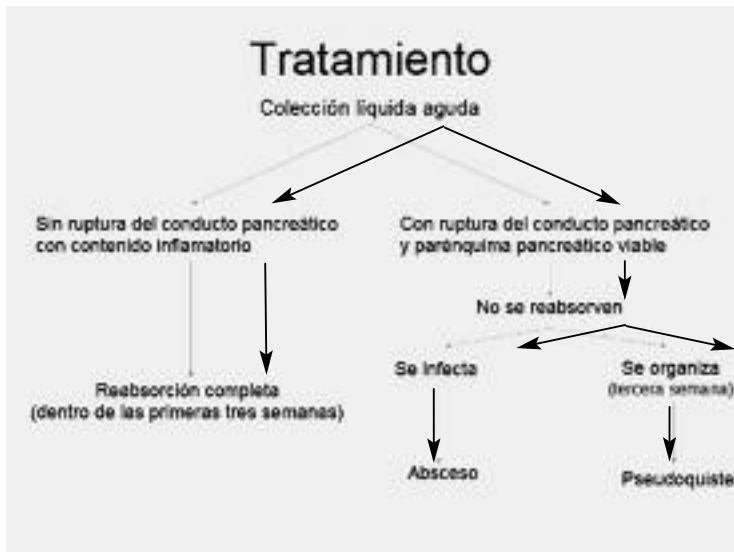 Tratamiento
Colección liquida aguda
Sin ruptura del conducto pancreático
con contenido inflamatorio
Con ruptura del conducto pancreático
y parénquima pancreático viable
No se reabsorven
Reabsorción completa
(dentro de las primeras tres semanas)
Se infecta
Se organiza
(tercera semana)
Absceso
Pseudoquiste